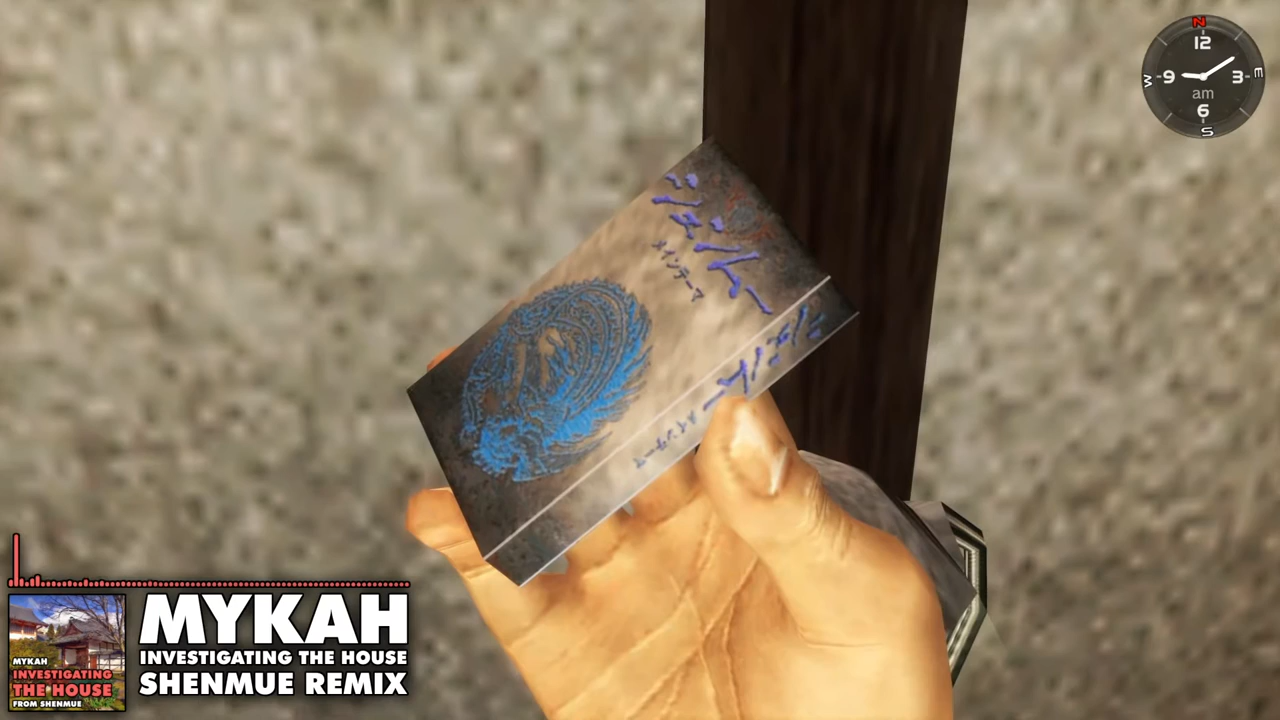 N
12
W 9 3 E
am
6
S
シェンムー
メインテーマ
シェンムー
メインテーマ
MYKAH
INVESTIGATING THE HOUSE
SHENMUE REMIX
MYKAH
INVESTIGATING
THE HOUSE
FROM SHENMUE